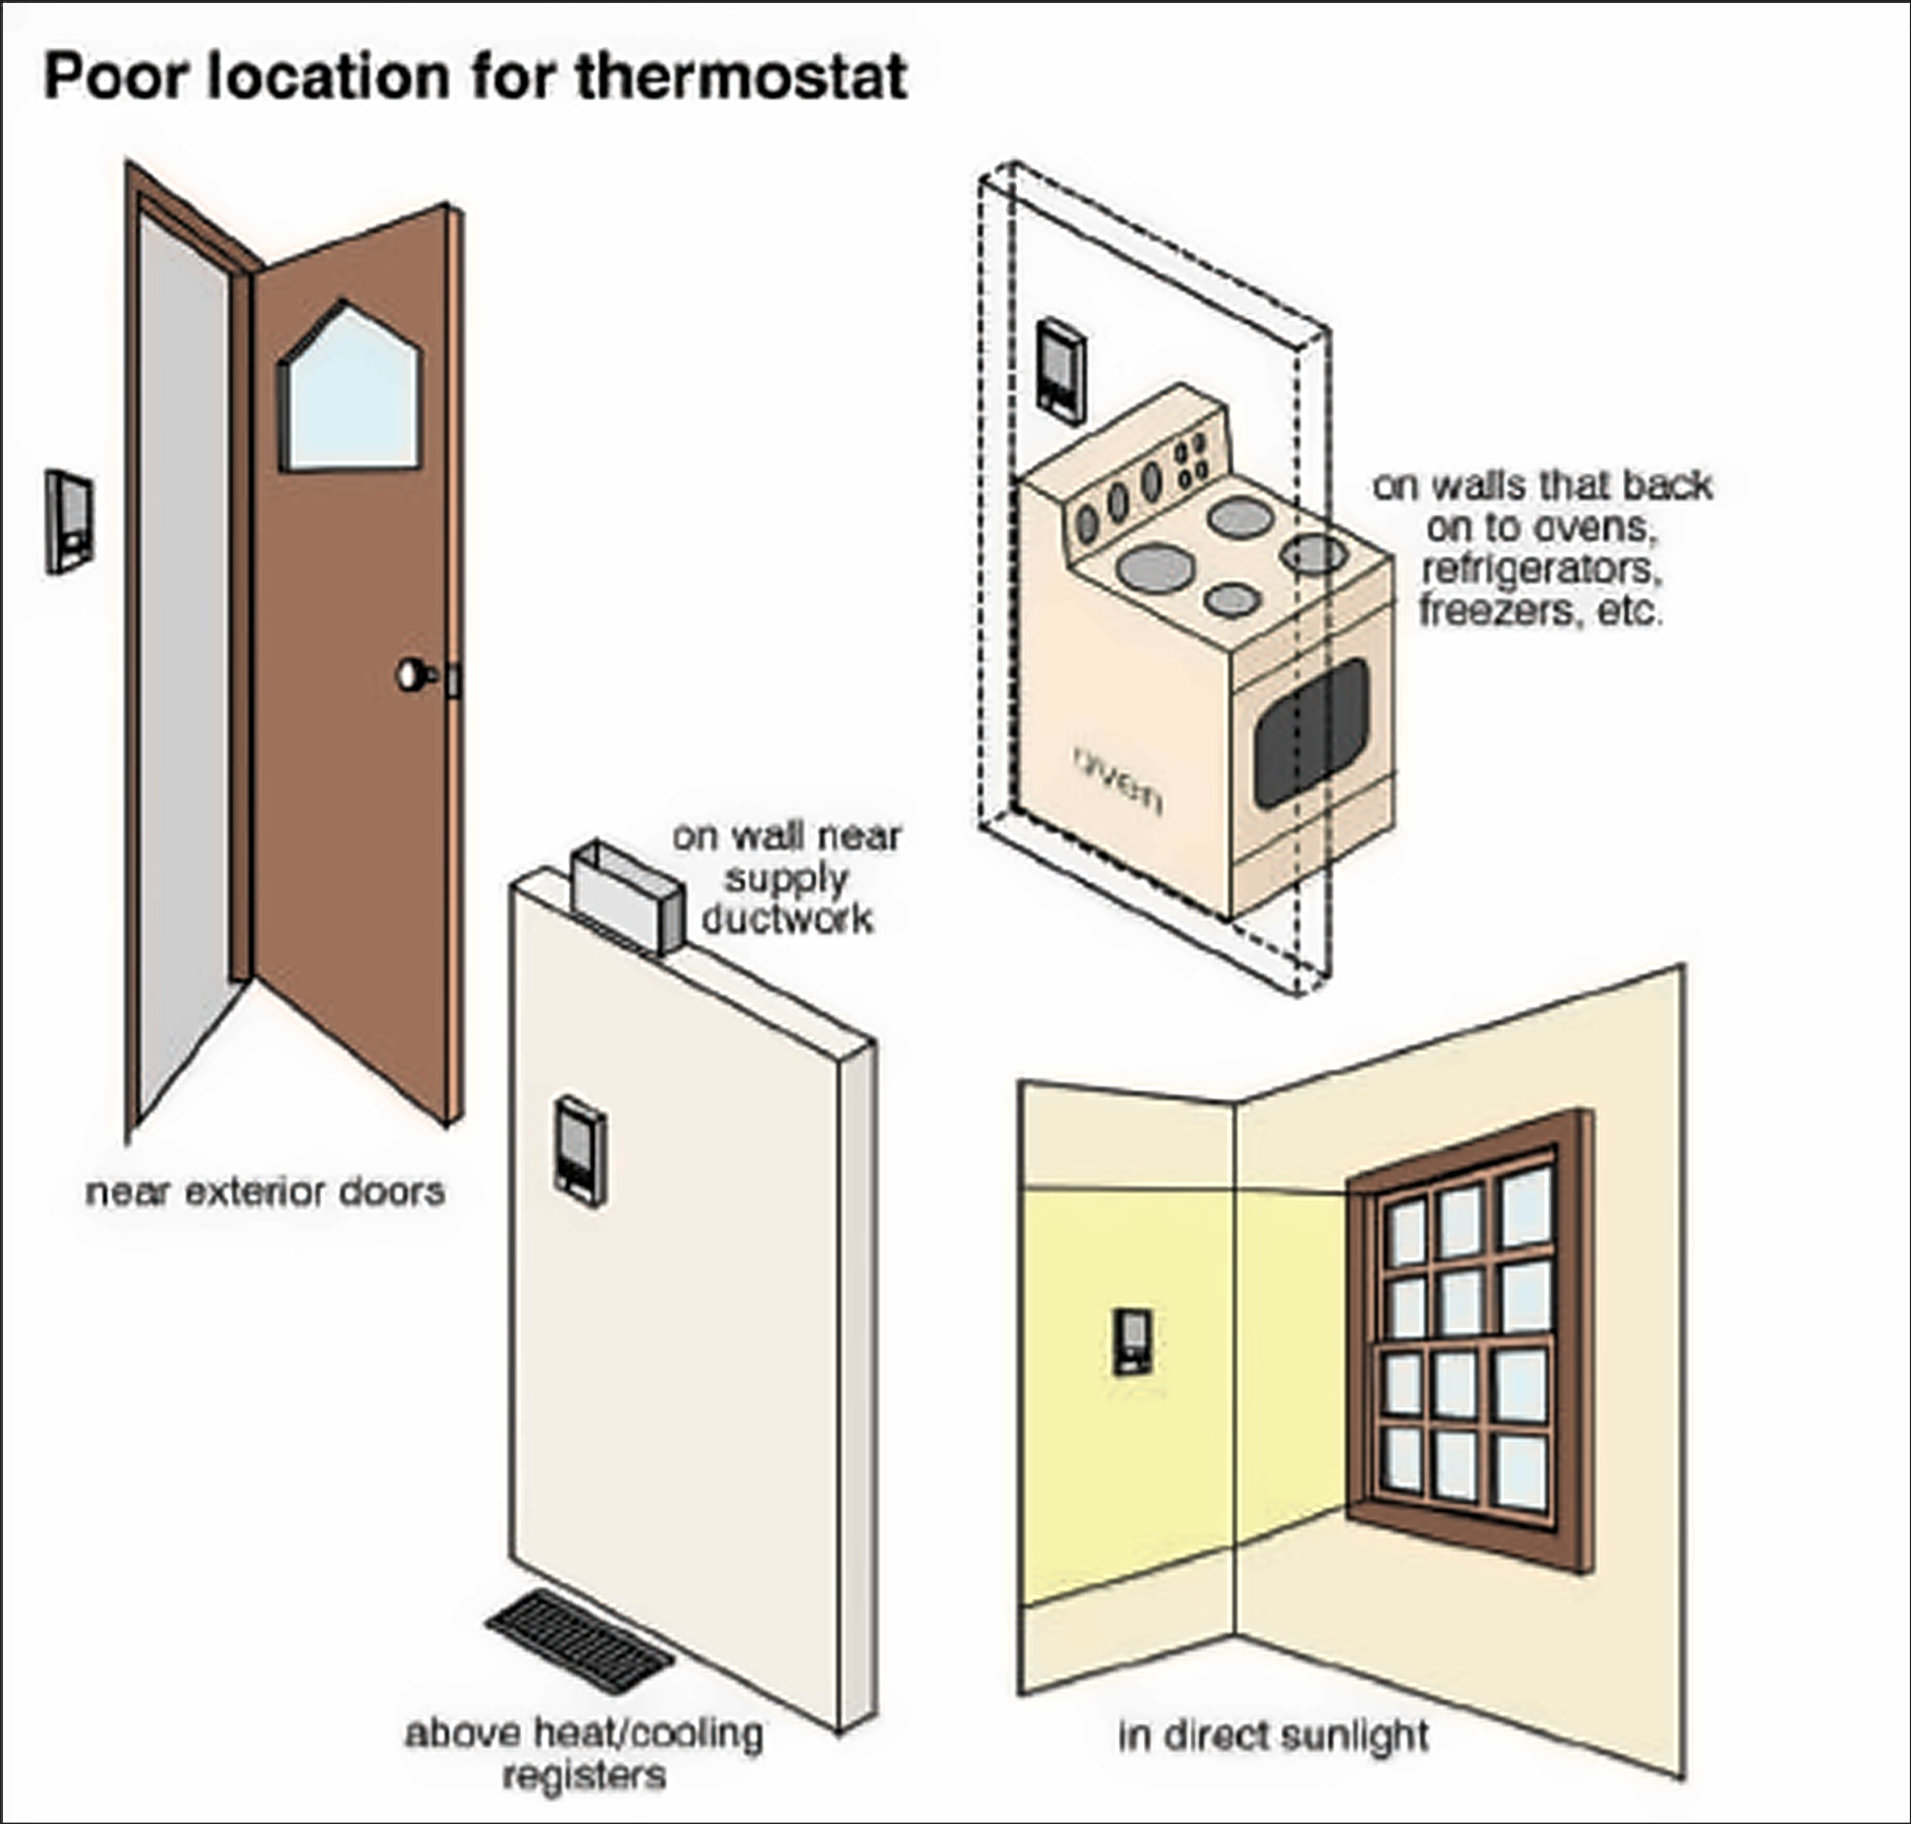 Poor location for thermostat
on walls that back
on to ovens,
refrigerators,
freezers, etc.
oven
on wall near
supply
ductwork
near exterior doors
above heat/cooling
registers
in direct sunlight